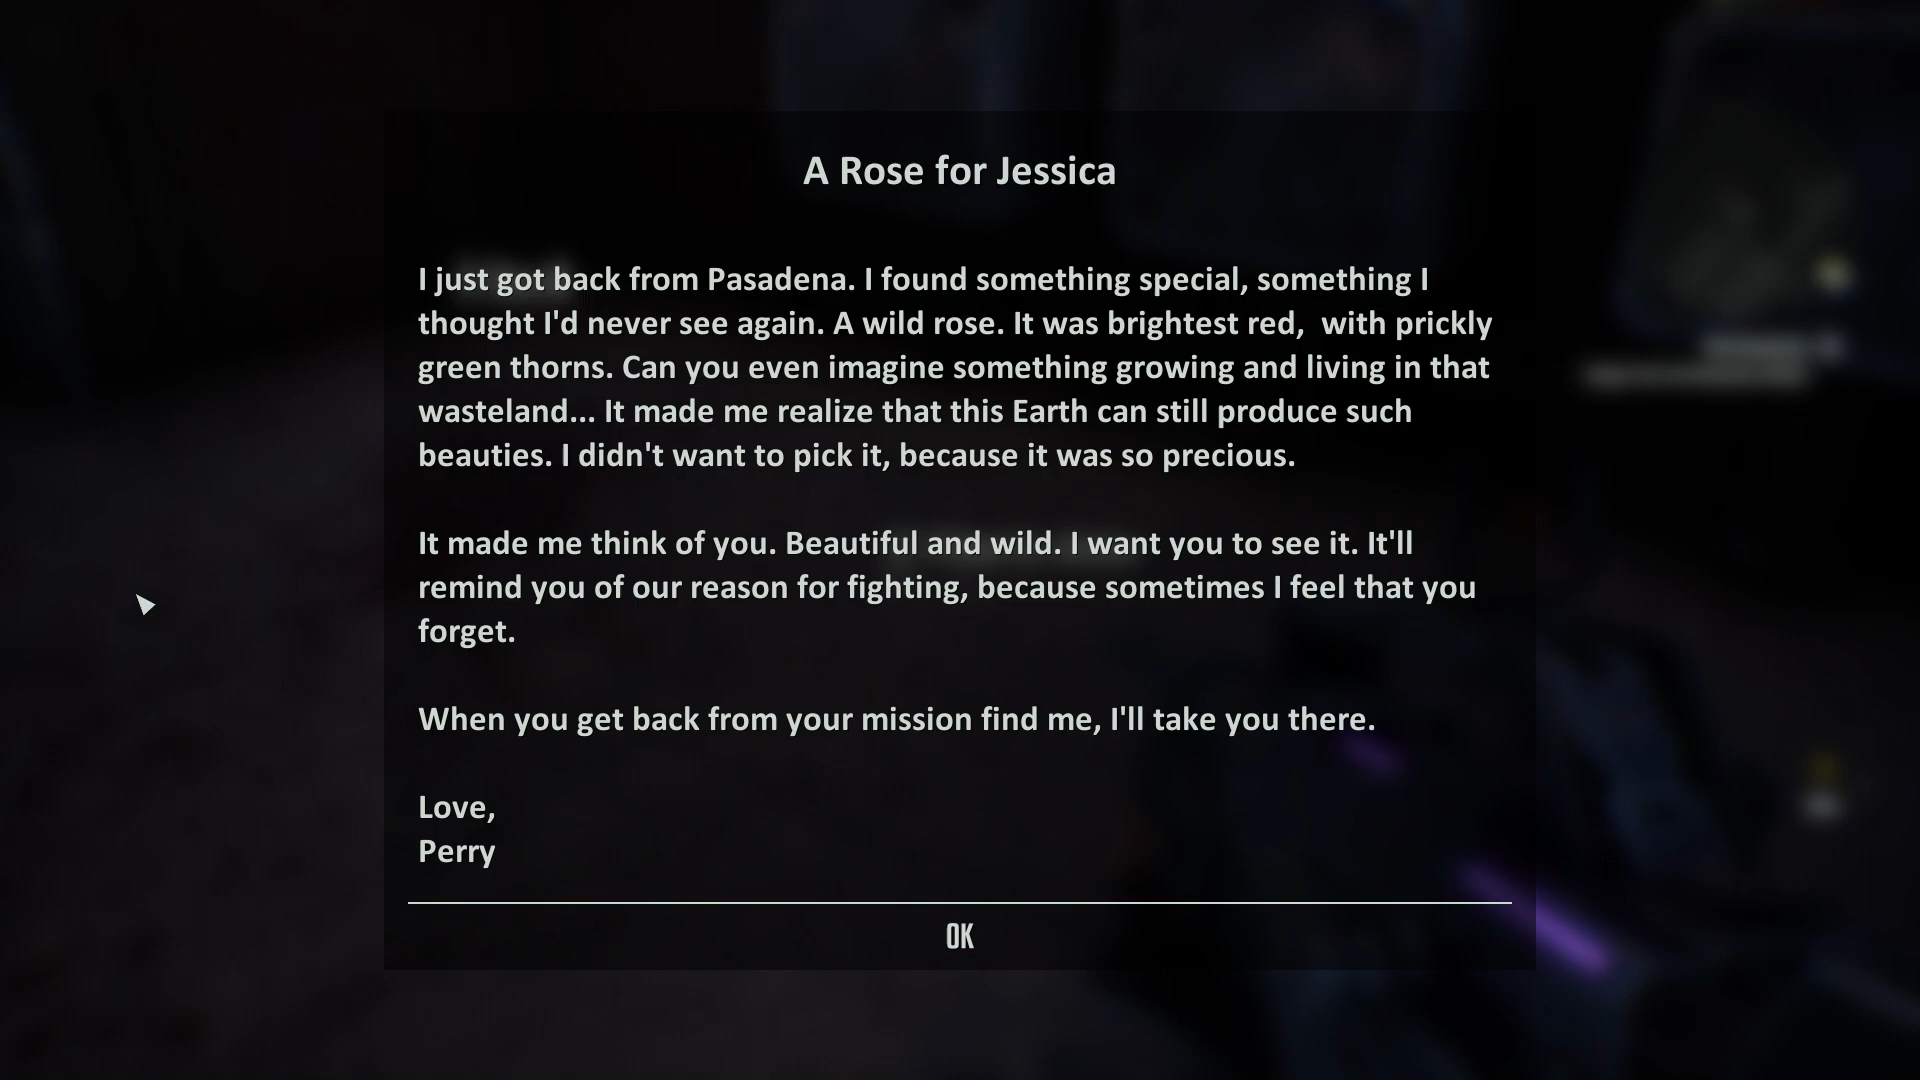 A Rose for Jessica
I just got back from Pasadena. I found something special, something I
thought I'd never see again. A wild rose. It was brightest red,  with prickly
green thorns. Can you even imagine something growing and living in that
wasteland... It made me realize that this Earth can still produce such
beauties. I didn't want to pick it, because it was so precious.
It made me think of you. Beautiful and wild. I want you to see it. It'll
remind you of our reason for fighting, because sometimes I feel that you
forget.
When you get back from your mission find me, I'll take you there.
Love,
Perry
OK